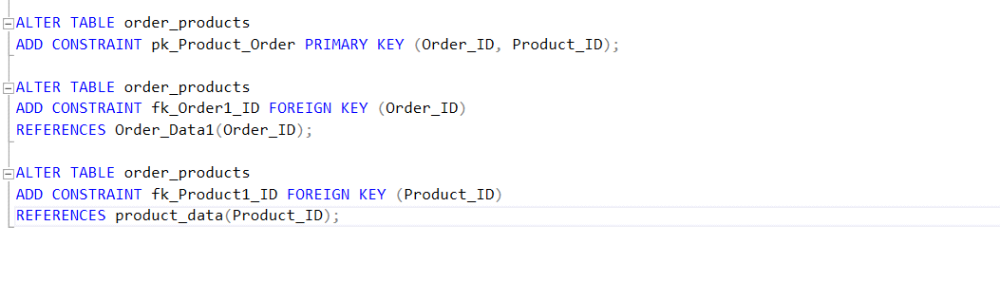 ALTER TABLE order_products
ADD CONSTRAINT pk_Product_Order PRIMARY KEY (Order_ID, Product_ID);
ALTER TABLE order_products
ADD CONSTRAINT fk_Order1_ID FOREIGN KEY (Order_ID)
REFERENCES Order_Data1(Order_ID);
ALTER TABLE order_products
ADD CONSTRAINT fk_Product1_ID FOREIGN KEY (Product_ID)
REFERENCES product_data(Product_ID);